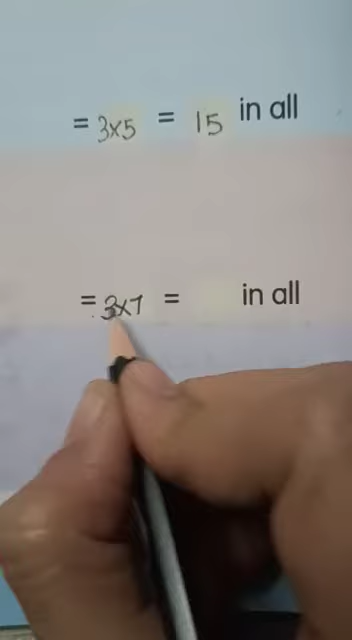 = 3x5 = 15 in all
= 3x7 = in all